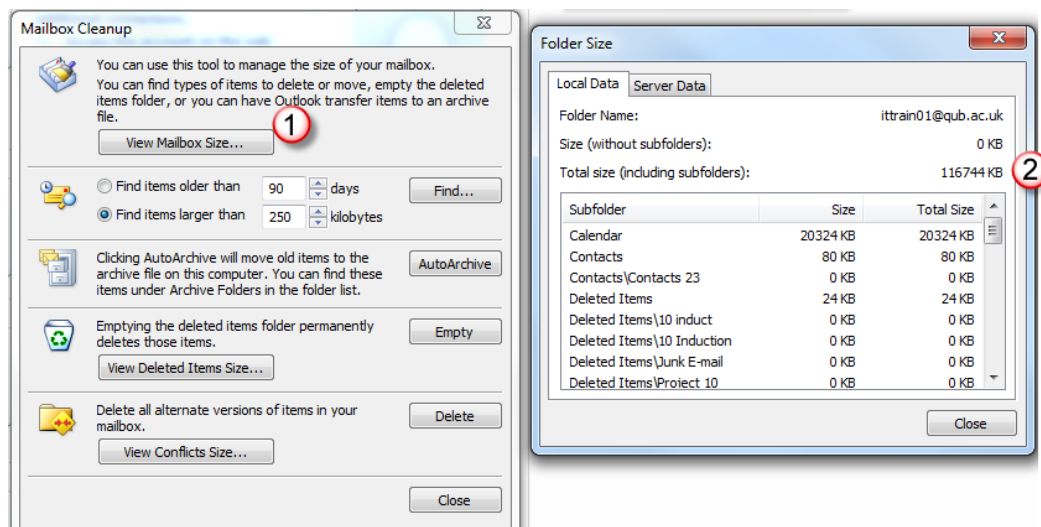 Mailbox Cleanup
You can use this tool to manage the size of your mailbox.
You can find types of items to delete or move, empty the deleted
items folder, or you can have Outlook transfer items to an archive
file.
1
View Mailbox Size...
Find items older than 90 days Find...
Find items larger than 250 kilobytes
Clicking AutoArchive will move old items to the
archive file on this computer. You can find these
items under Archive Folders in the folder list.
AutoArchive
Emptying the deleted items folder permanently
deletes those items.
Empty
View Deleted Items Size...
Delete all alternate versions of items in your
mailbox.
Delete
View Conflicts Size...
Close
Folder Size
Local Data Server Data
Folder Name: ittrain01@qub.ac.uk
Size (without subfolders): 0 KB
Total size (including subfolders): 116744 KB 2
Subfolder Size Total Size
Calendar 20324 KB 20324 KB
Contacts 80 KB 80 KB
Contacts\Contacts 23 0 KB 0 KB
Deleted Items 24 KB 24 KB
Deleted Items\10 induct 0 KB 0 KB
Deleted Items\10 Induction 0 KB 0 KB
Deleted Items\Junk E-mail 0 KB 0 KB
Deleted Items\Project 10 0 KB 0 KB
Close